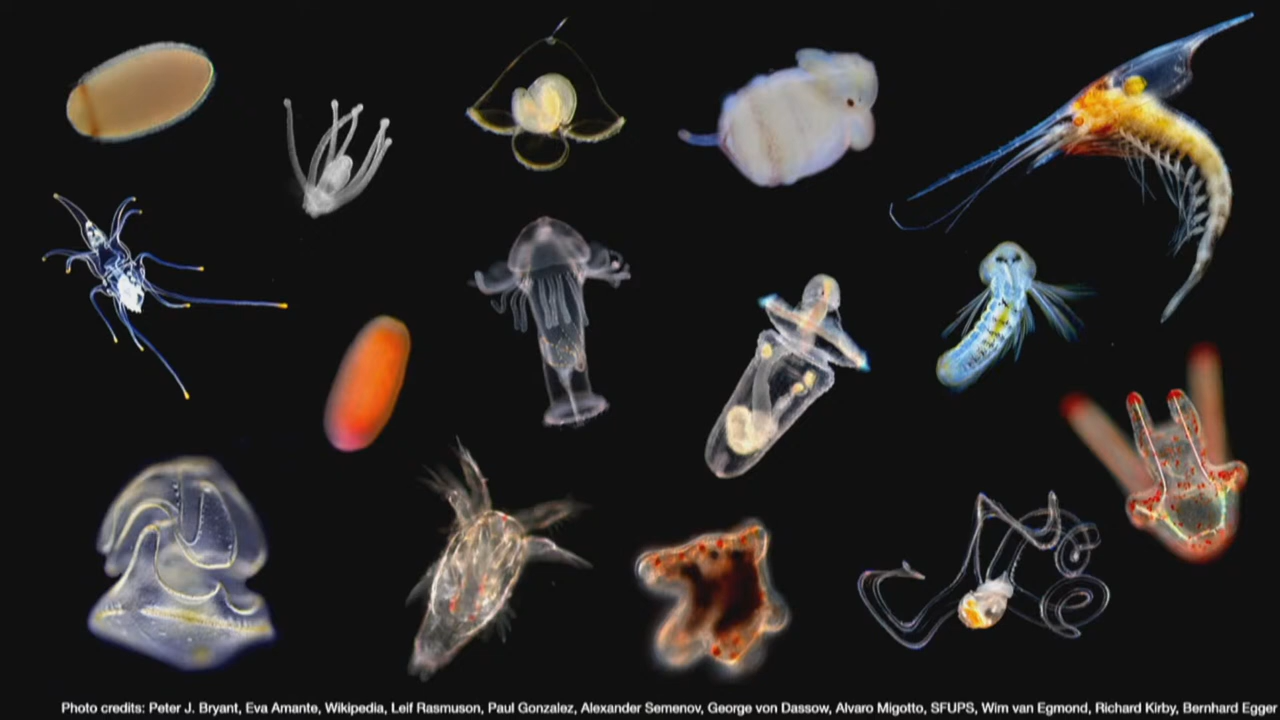 Photo credits: Peter J. Bryant, Eva Amante, Wikipedia, Leif Rasmuson, Paul Gonzalez, Alexander Semenov, George von Dassow, Alvaro Migotto, SFUPS, Wim van Egmond, Richard Kirby, Bernhard Egger